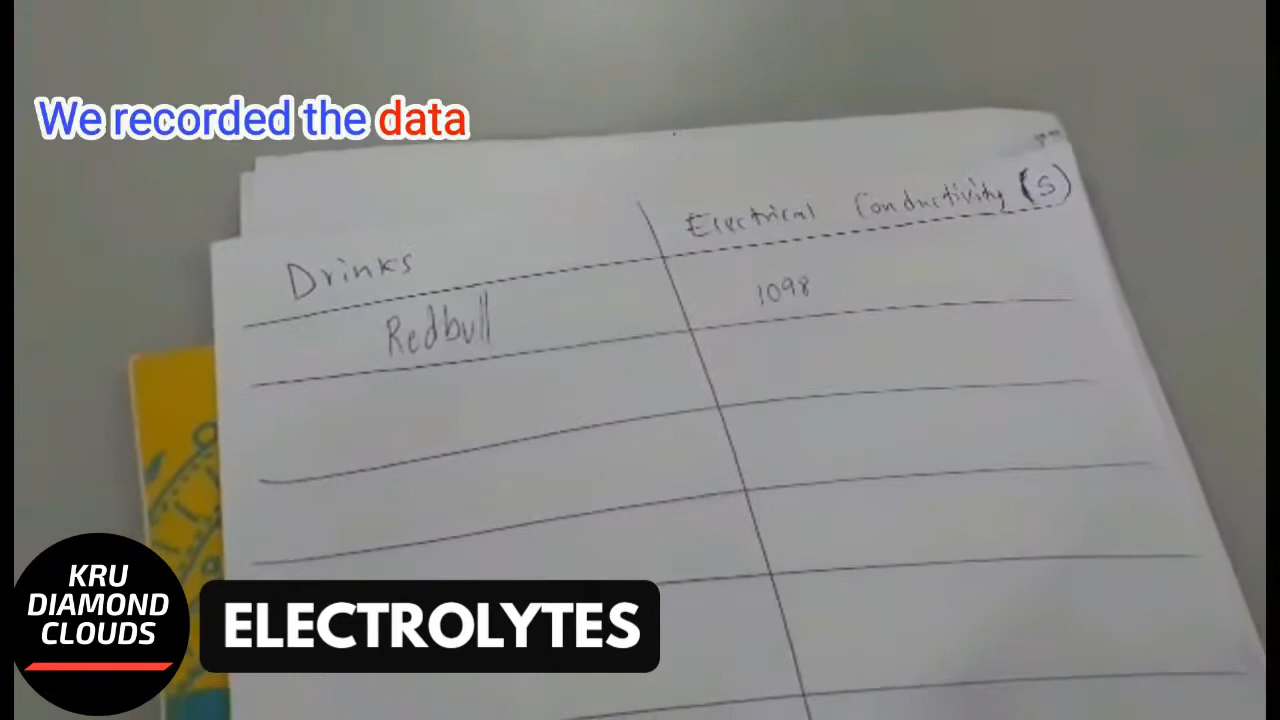 We recorded the data
Electrical Conductivity (S)
Drinks
1098
Redbull
KRU
DIAMOND
CLOUDS
ELECTROLYTES